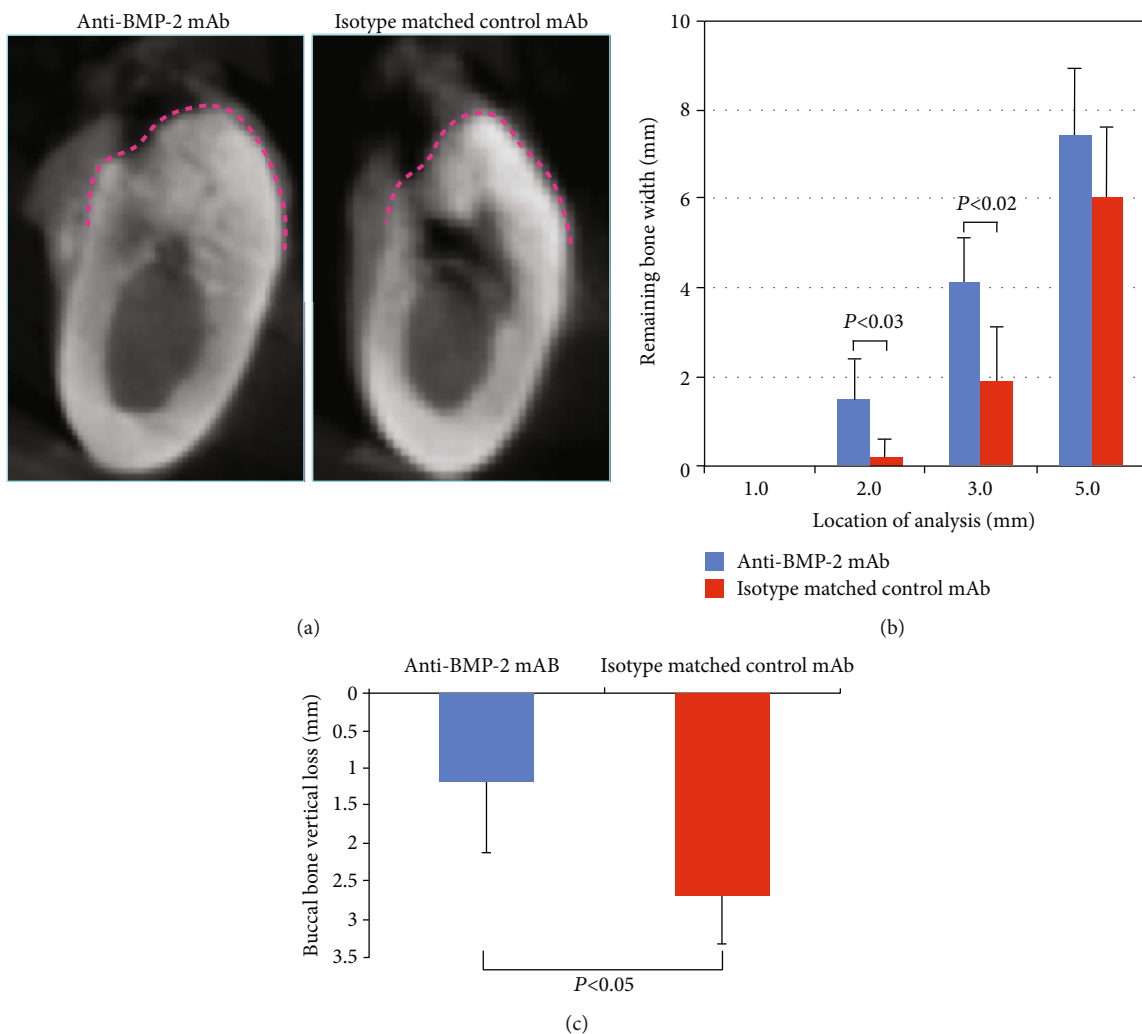 Anti-BMP-2 mAb
Isotype matched control mAb
(a)
Remaining bone width (mm)
10
8
6
4
2
0
P<0.03
P<0.02
1.0 2.0 3.0 5.0
Location of analysis (mm)
Anti-BMP-2 mAb
Isotype matched control mAb
(b)
Anti-BMP-2 mAB
Isotype matched control mAb
Buccal bone vertical loss (mm)
0
0.5
1
1.5
2
2.5
3
3.5
P<0.05
(c)